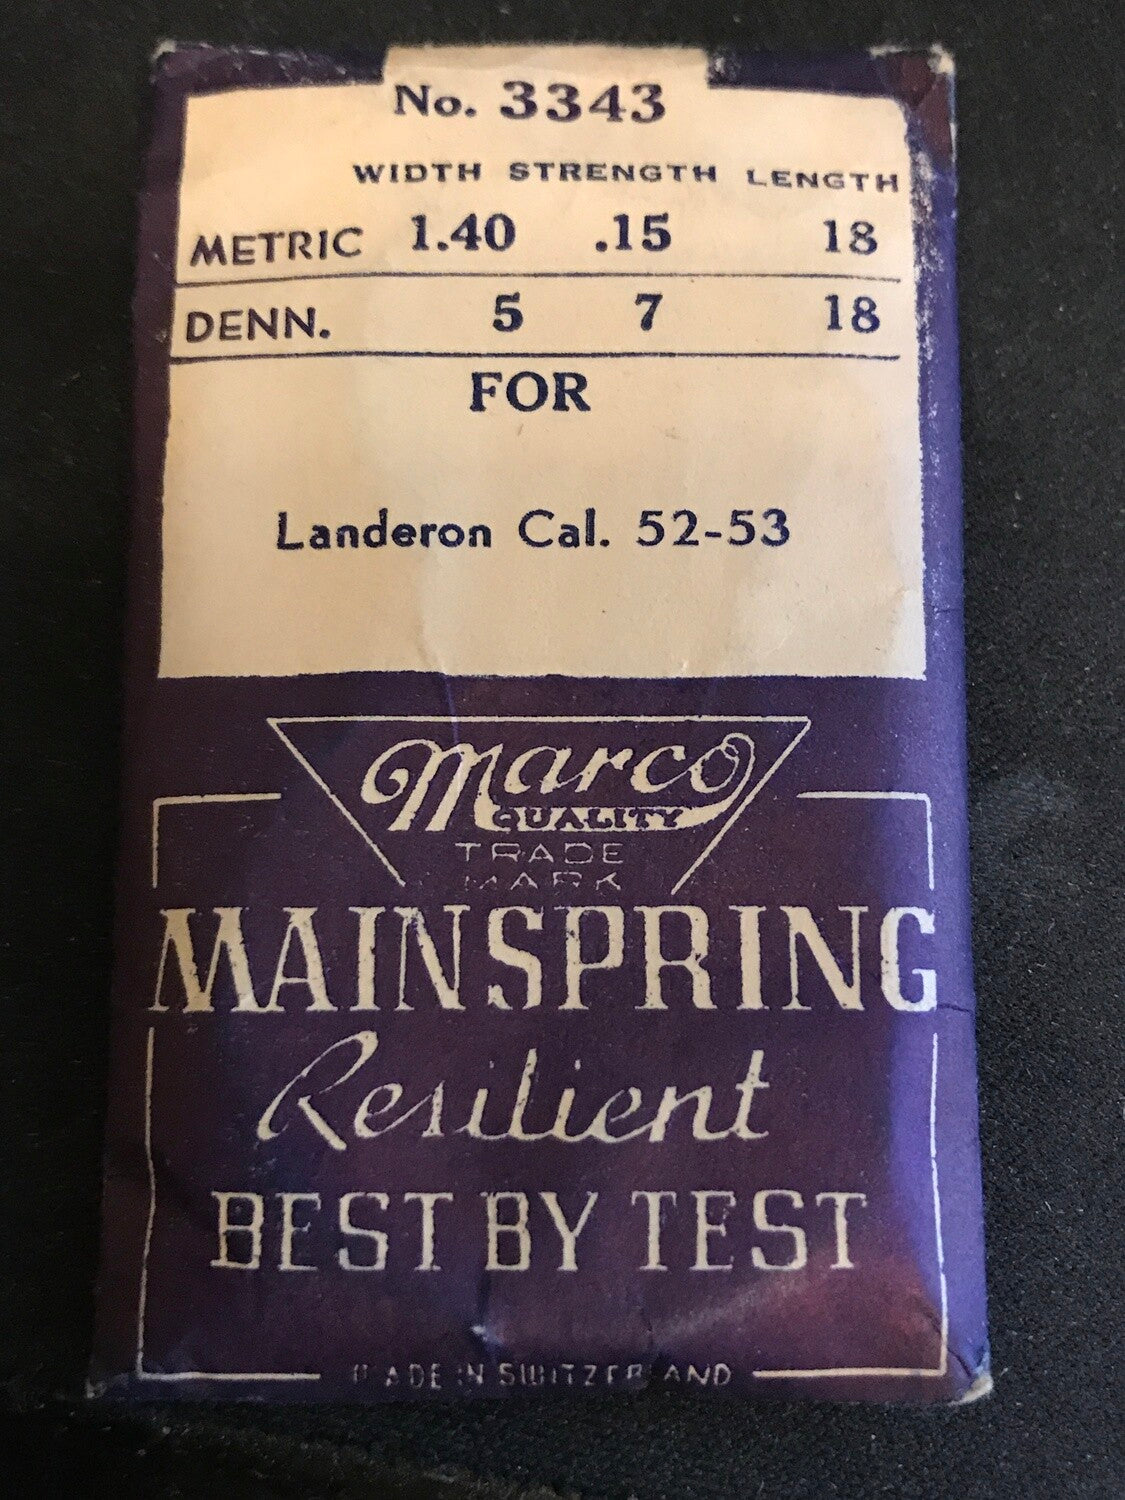 No. 3343
WIDTH STRENGTH LENGTH
METRIC 1.40 .15 18
DENN. 5 7 18
FOR
Landeron Cal. 52-53
Marco
QUALITY
TRADE
MARK
MAINSPRING
Resilient
BEST BY TEST
MADE IN SWITZERLAND